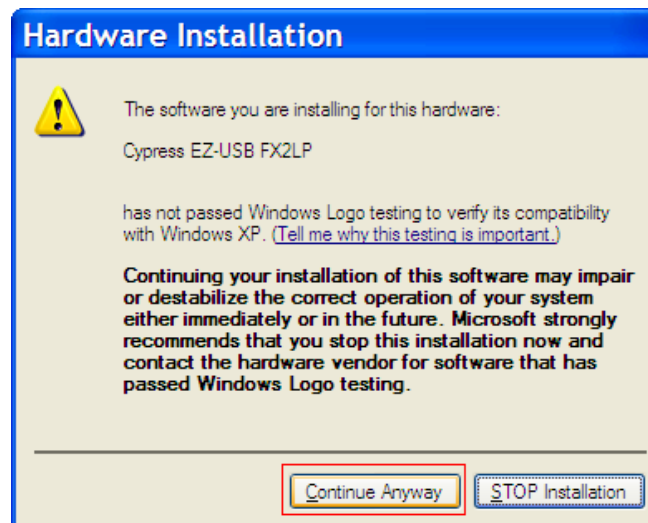 Hardware Installation
The software you are installing for this hardware:
Cypress EZ-USB FX2LP
has not passed Windows Logo testing to verify its compatibility
with Windows XP. (Tell me why this testing is important.)
Continuing your installation of this software may impair
or destabilize the correct operation of your system
either immediately or in the future. Microsoft strongly
recommends that you stop this installation now and
contact the hardware vendor for software that has
passed Windows Logo testing.
Continue Anyway STOP Installation